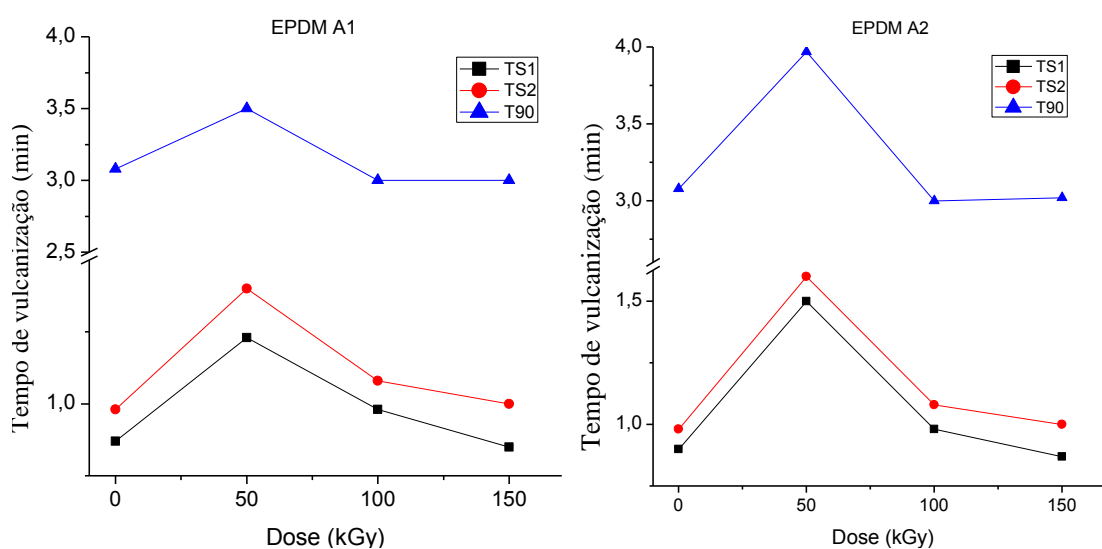 EPDM A1
4,0
3,5
3,0
2,5
1,0
Tempo de vulcanização (min)
TS1
TS2
T90
0 50 100 150
Dose (kGy)
EPDM A2
4,0
3,5
3,0
1,5
1,0
Tempo de vulcanização (min)
TS1
TS2
T90
0 50 100 150
Dose (kGy)